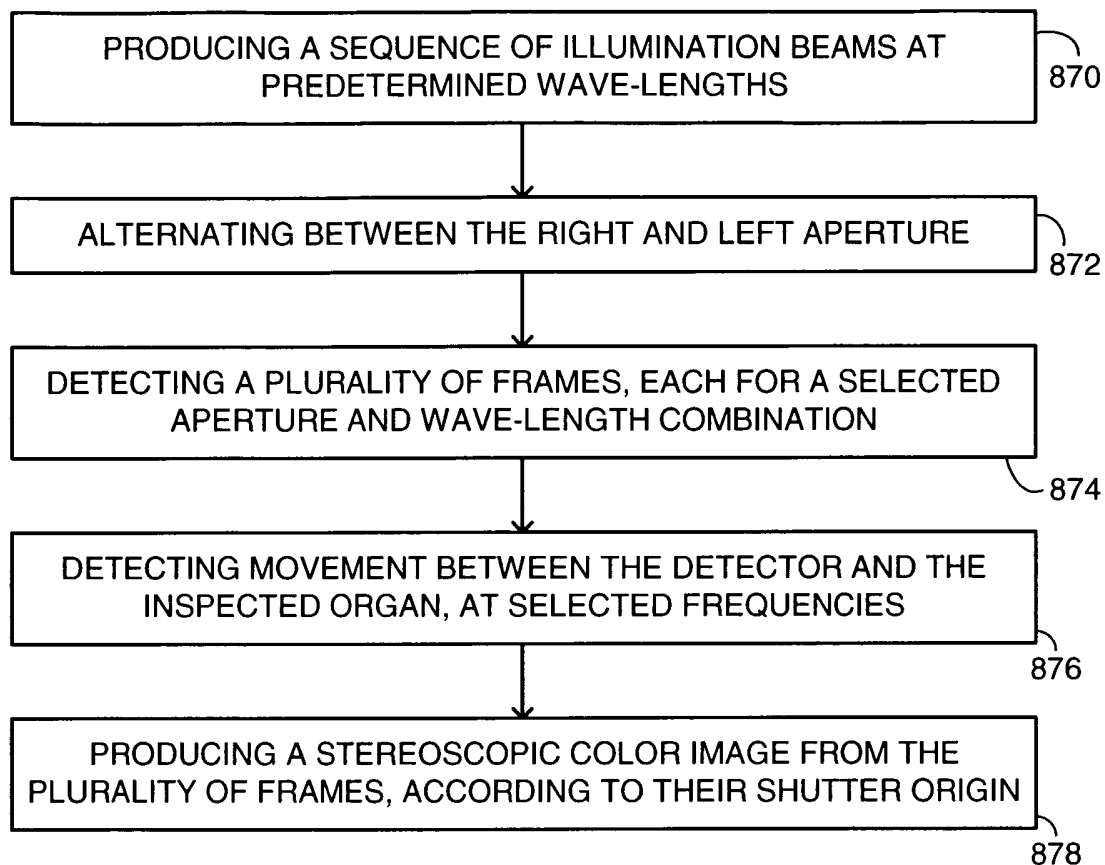 PRODUCING A SEQUENCE OF ILLUMINATION BEAMS AT
PREDETERMINED WAVE-LENGTHS
870
ALTERNATING BETWEEN THE RIGHT AND LEFT APERTURE
872
DETECTING A PLURALITY OF FRAMES, EACH FOR A SELECTED
APERTURE AND WAVE-LENGTH COMBINATION
874
DETECTING MOVEMENT BETWEEN THE DETECTOR AND THE
INSPECTED ORGAN, AT SELECTED FREQUENCIES
876
PRODUCING A STEREOSCOPIC COLOR IMAGE FROM THE
PLURALITY OF FRAMES, ACCORDING TO THEIR SHUTTER ORIGIN
878